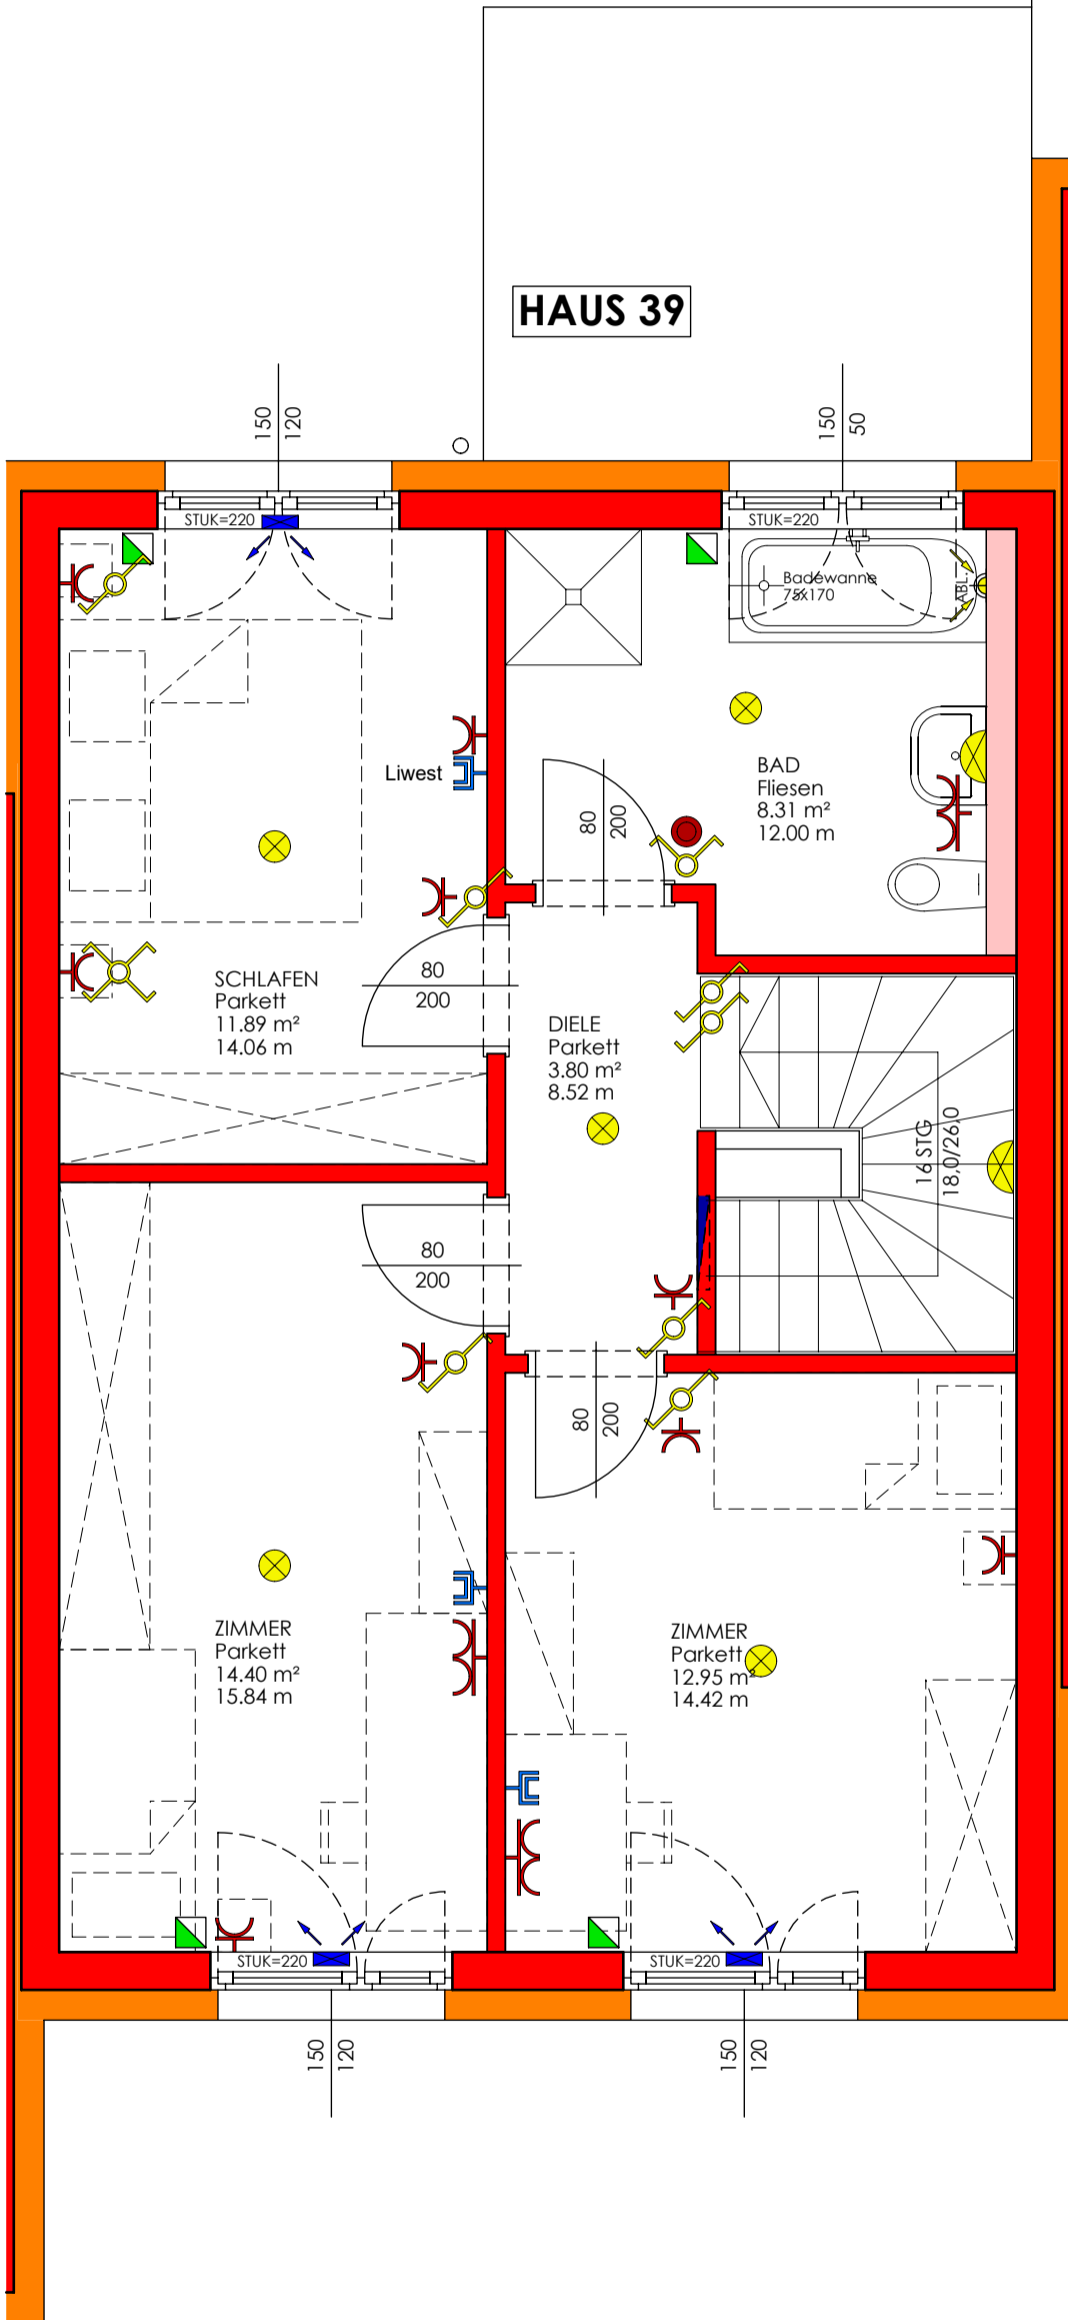 HAUS 39
150
120
150
50
STUK=220
STUK=220
Badewanne
75x170
ABL.
Liwest
80
200
BAD
Fliesen
8.31 m²
12.00 m
SCHLAFEN
Parkett
11.89 m²
14.06 m
80
200
DIELE
Parkett
3.80 m²
8.52 m
16 STG
18,0/26,0
80
200
80
200
ZIMMER
Parkett
14.40 m²
15.84 m
ZIMMER
Parkett
12.95 m²
14.42 m
STUK=220
STUK=220
150
120
150
120